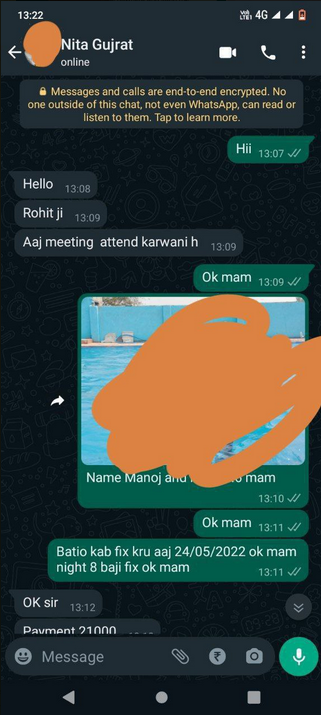 13:22
4G
Nita Gujrat
online
Messages and calls are end-to-end encrypted. No
one outside of this chat, not even WhatsApp, can read or
listen to them. Tap to learn more.
Hii 13:07
Hello 13:08
Rohit ji 13:09
Aaj meeting attend karwani h 13:09
Ok mam 13:09
Name Manoj and mam
13:10
Ok mam 13:11
Batio kab fix kru aaj 24/05/2022 ok mam
night 8 baji fix ok mam 13:11
OK sir 13:12
Payment 21000
Message